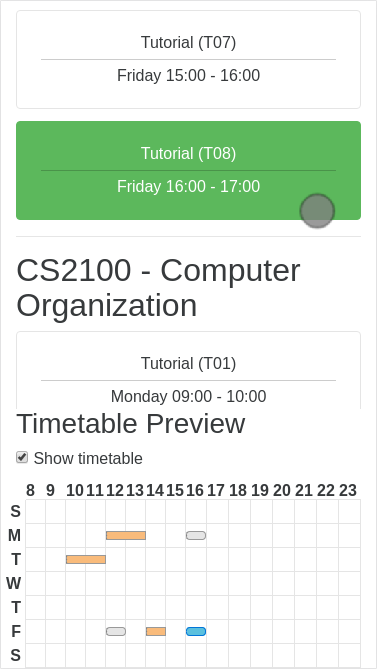 Tutorial (T07)
Friday 15:00 - 16:00
Tutorial (T08)
Friday 16:00 - 17:00
CS2100 - Computer
Organization
Tutorial (T01)
Monday 09:00 - 10:00
Timetable Preview
Show timetable
8 9 10 11 12 13 14 15 16 17 18 19 20 21 22 23
S
M
T
W
T
F
S